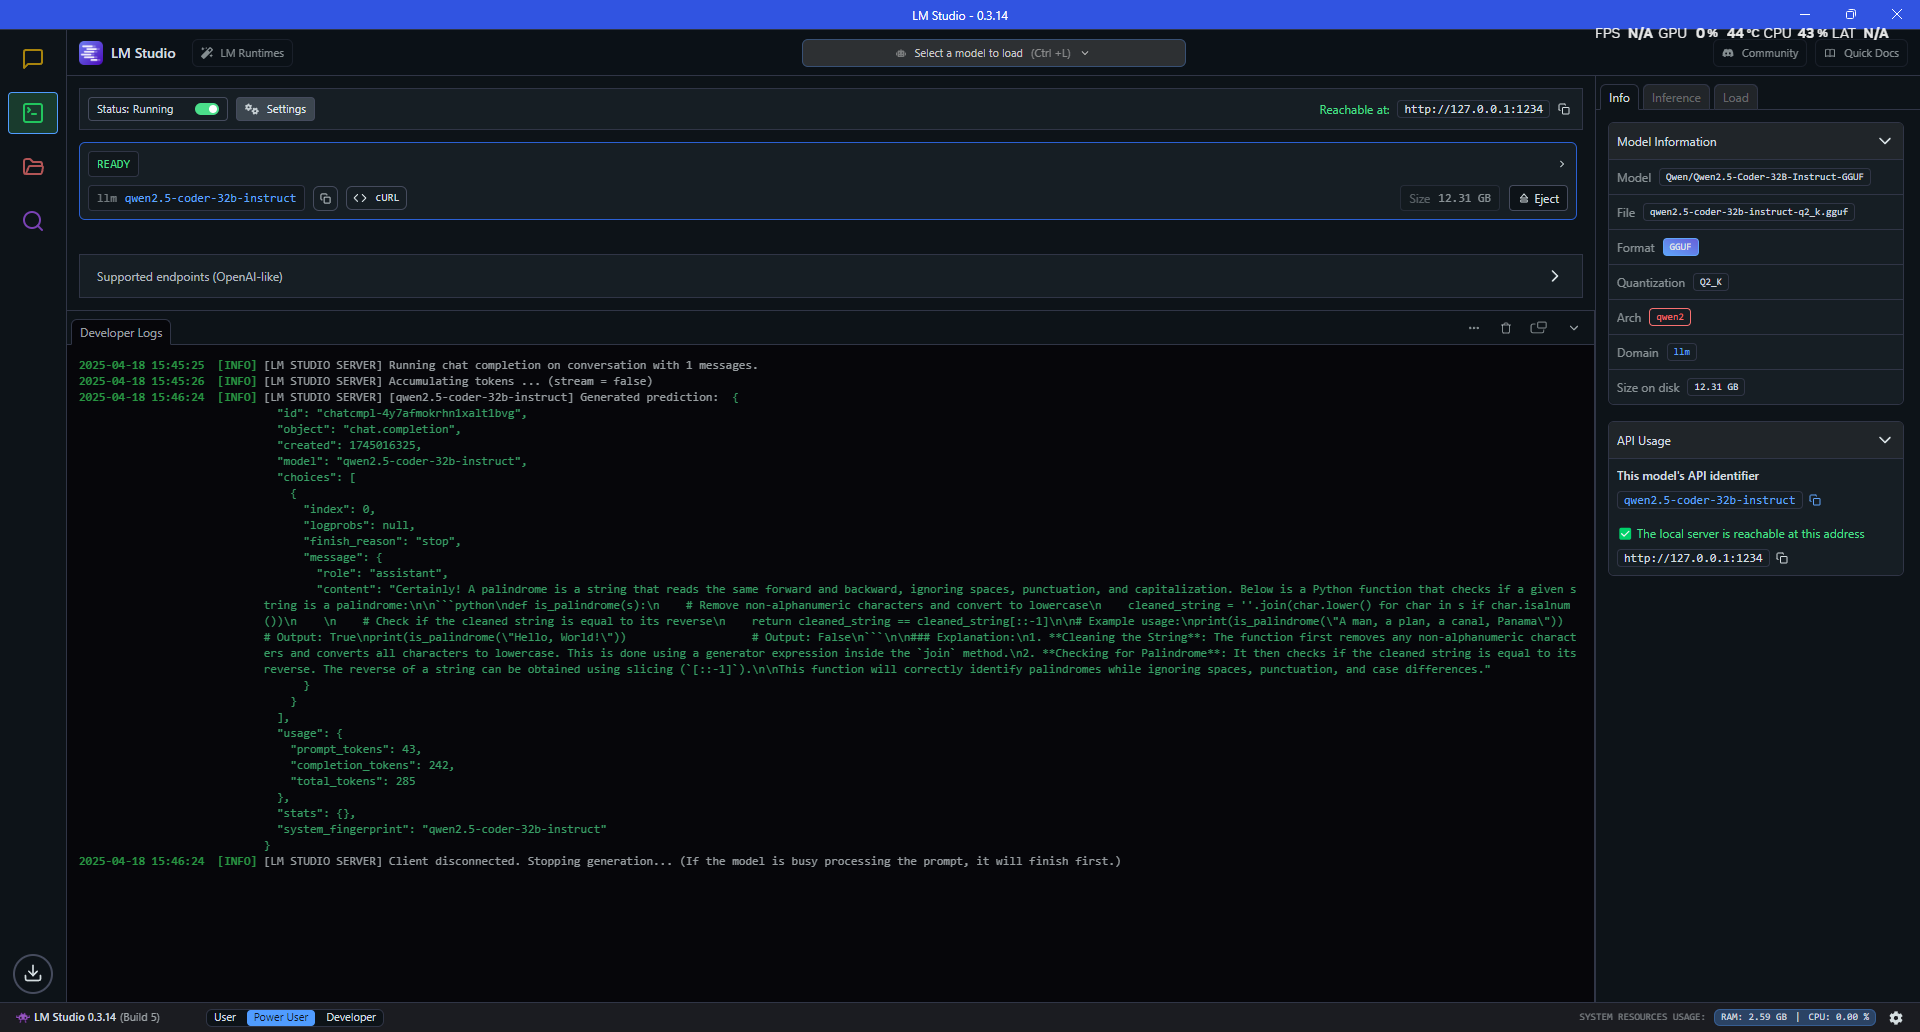 LM Studio - 0.3.14
FPS N/A GPU 0 % 44 °C CPU 43 % LAT N/A
LM Studio
LM Runtimes
Select a model to load (Ctrl +L)
Community
Quick Docs
Status: Running
Settings
Reachable at: http://127.0.0.1:1234
READY
llm qwen2.5-coder-32b-instruct
<> cURL
Size 12.31 GB
Eject
Supported endpoints (OpenAI-like)
Developer Logs
2025-04-18 15:45:25 [INFO] [LM STUDIO SERVER] Running chat completion on conversation with 1 messages.
2025-04-18 15:45:26 [INFO] [LM STUDIO SERVER] Accumulating tokens ... (stream = false)
2025-04-18 15:46:24 [INFO] [LM STUDIO SERVER] [qwen2.5-coder-32b-instruct] Generated prediction: {
"id": "chatcmpl-4y7afmokrhn1xalt1bvg",
"object": "chat.completion",
"created": 1745016325,
"model": "qwen2.5-coder-32b-instruct",
"choices": [
{
"index": 0,
"logprobs": null,
"finish_reason": "stop",
"message": {
"role": "assistant",
"content": "Certainly! A palindrome is a string that reads the same forward and backward, ignoring spaces, punctuation, and capitalization. Below is a Python function that checks if a given s
tring is a palindrome:\n\n```python\ndef is_palindrome(s):\n    # Remove non-alphanumeric characters and convert to lowercase\n    cleaned_string = ''.join(char.lower() for char in s if char.isalnum
())\n    \n    # Check if the cleaned string is equal to its reverse\n    return cleaned_string == cleaned_string[::-1]\n\n# Example usage:\nprint(is_palindrome(\"A man, a plan, a canal, Panama\"))
# Output: True\nprint(is_palindrome(\"Hello, World!\"))                   # Output: False\n```\n\n### Explanation:\n1. **Cleaning the String**: The function first removes any non-alphanumeric charact
ers and converts all characters to lowercase. This is done using a generator expression inside the `join` method.\n2. **Checking for Palindrome**: It then checks if the cleaned string is equal to its
reverse. The reverse of a string can be obtained using slicing (`[::-1]`).\n\nThis function will correctly identify palindromes while ignoring spaces, punctuation, and case differences."
}
}
],
"usage": {
"prompt_tokens": 43,
"completion_tokens": 242,
"total_tokens": 285
},
"stats": {},
"system_fingerprint": "qwen2.5-coder-32b-instruct"
}
2025-04-18 15:46:24 [INFO] [LM STUDIO SERVER] Client disconnected. Stopping generation... (If the model is busy processing the prompt, it will finish first.)
Info
Inference
Load
Model Information
Model Qwen/Qwen2.5-Coder-32B-Instruct-GGUF
File qwen2.5-coder-32b-instruct-q2_k.gguf
Format GGUF
Quantization Q2_K
Arch qwen2
Domain llm
Size on disk 12.31 GB
API Usage
This model's API identifier
qwen2.5-coder-32b-instruct
The local server is reachable at this address
http://127.0.0.1:1234
LM Studio 0.3.14 (Build 5)
User
Power User
Developer
SYSTEM RESOURCES USAGE: RAM: 2.59 GB | CPU: 0.00 %